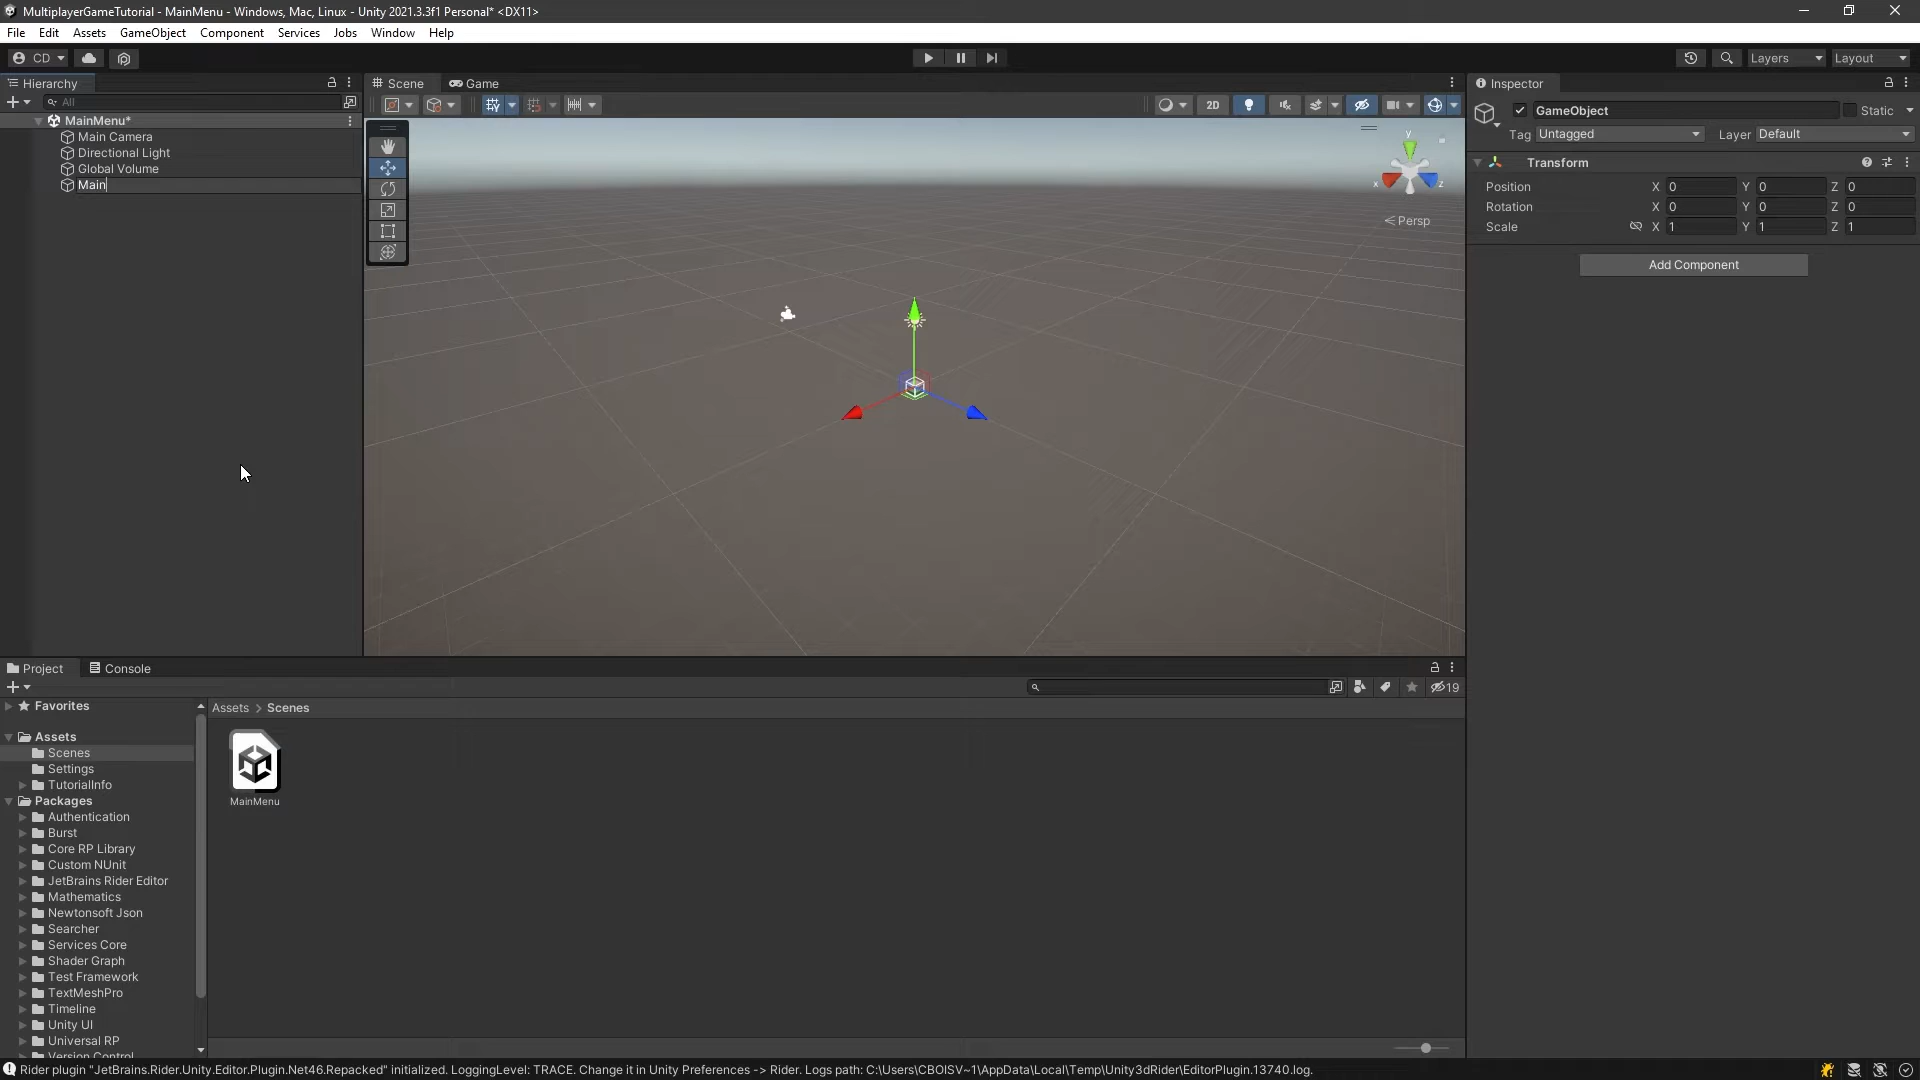 MultiplayerGameTutorial - MainMenu - Windows, Mac, Linux - Unity 2021.3.3f1 Personal* <DX11>
File Edit Assets GameObject Component Services Jobs Window Help
CD
Layers Layout
Hierarchy
Scene Game
Inspector
All
2D
GameObject Static
MainMenu*
Main Camera
Directional Light
Global Volume
Main
Tag Untagged Layer Default
Transform
Position X 0 Y 0 Z 0
Rotation X 0 Y 0 Z 0
Scale X 1 Y 1 Z 1
Add Component
y
x z
Persp
Project Console
19
Favorites
Assets > Scenes
Assets
Scenes
Settings
TutorialInfo
Packages
Authentication
Burst
Core RP Library
Custom NUnit
JetBrains Rider Editor
Mathematics
Newtonsoft Json
Searcher
Services Core
Shader Graph
Test Framework
TextMeshPro
Timeline
Unity UI
Universal RP
Version Control
MainMenu
Rider plugin "JetBrains.Rider.Unity.Editor.Plugin.Net46.Repacked" initialized. LoggingLevel: TRACE. Change it in Unity Preferences -> Rider. Logs path: C:\Users\CBOISV~1\AppData\Local\Temp\Unity3dRider\EditorPlugin.13740.log.